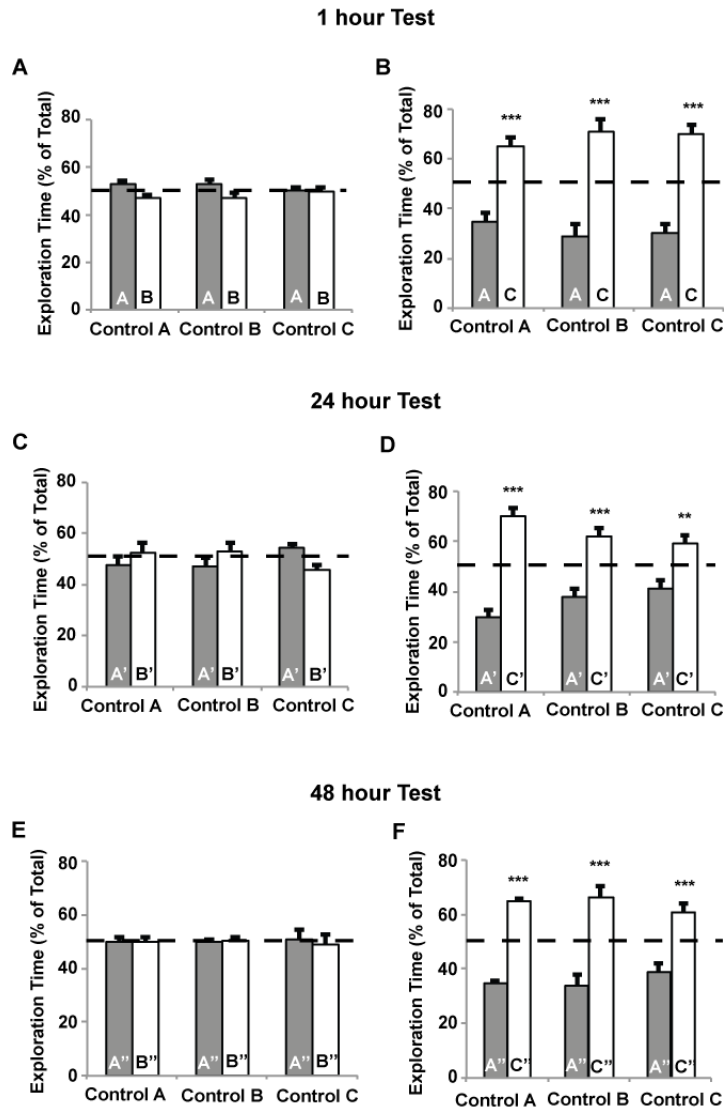 1 hour Test
A
Exploration Time (% of Total)
80
60
40
20
0
A B A B A B
Control A Control B Control C
B
Exploration Time (% of Total)
80
60
40
20
0
*** *** ***
A C A C A C
Control A Control B Control C
24 hour Test
C
Exploration Time (% of Total)
80
60
40
20
0
A’ B’ A’ B’ A’ B’
Control A Control B Control C
D
Exploration Time (% of Total)
80
60
40
20
0
*** *** **
A’ C’ A’ C’ A’ C’
Control A Control B Control C
48 hour Test
E
Exploration Time (% of Total)
80
60
40
20
0
A” B” A” B” A” B”
Control A Control B Control C
F
Exploration Time (% of Total)
80
60
40
20
0
*** *** ***
A” C” A” C” A” C”
Control A Control B Control C